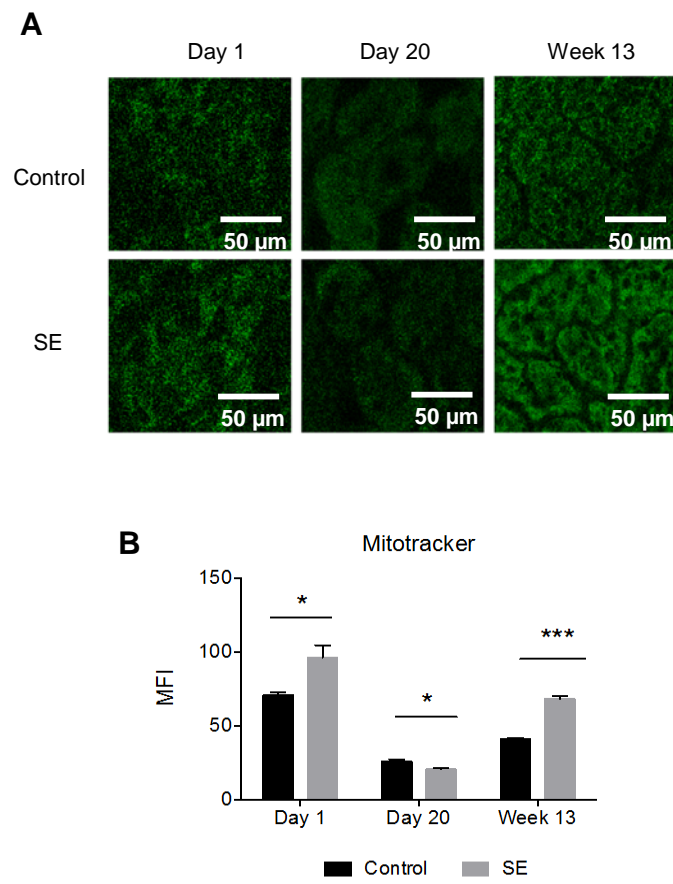 A
Day 1 Day 20 Week 13
Control
50 µm 50 µm 50 µm
SE
50 µm 50 µm 50 µm
B
Mitotracker
150
*
***
100
*
MFI
50
0
Day 1 Day 20 Week 13
Control SE